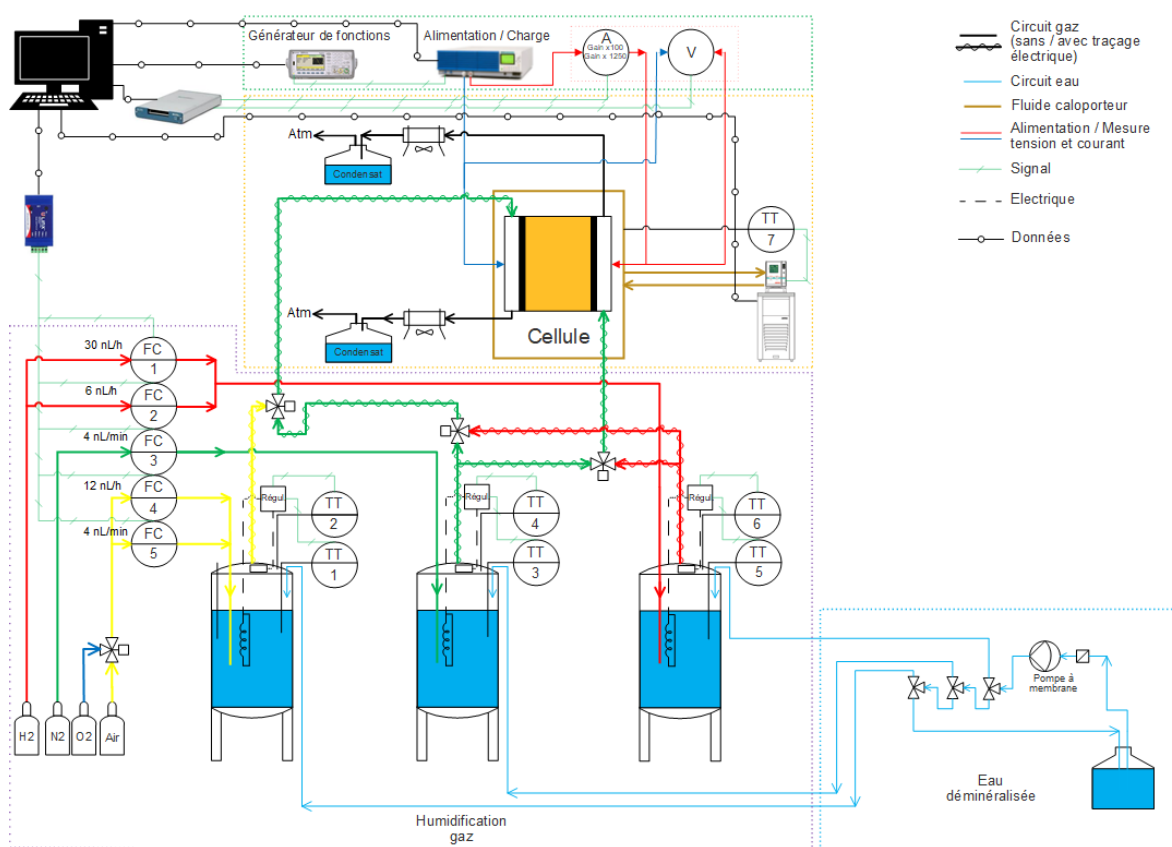 Générateur de fonctions
Alimentation / Charge
A
Gain x100
Gain x 1250
V
Circuit gaz
(sans / avec traçage
électrique)
Circuit eau
Fluide caloporteur
Alimentation / Mesure
tension et courant
Signal
Electrique
Données
Atm
Condensat
TT
7
Atm
Condensat
Cellule
30 nL/h
FC
1
6 nL/h
FC
2
4 nL/min
FC
3
12 nL/h
FC
4
4 nL/min
FC
5
Régul
TT
2
TT
1
Régul
TT
4
TT
3
Régul
TT
6
TT
5
H2
N2
O2
Air
Pompe à
membrane
Eau
déminéralisée
Humidification
gaz